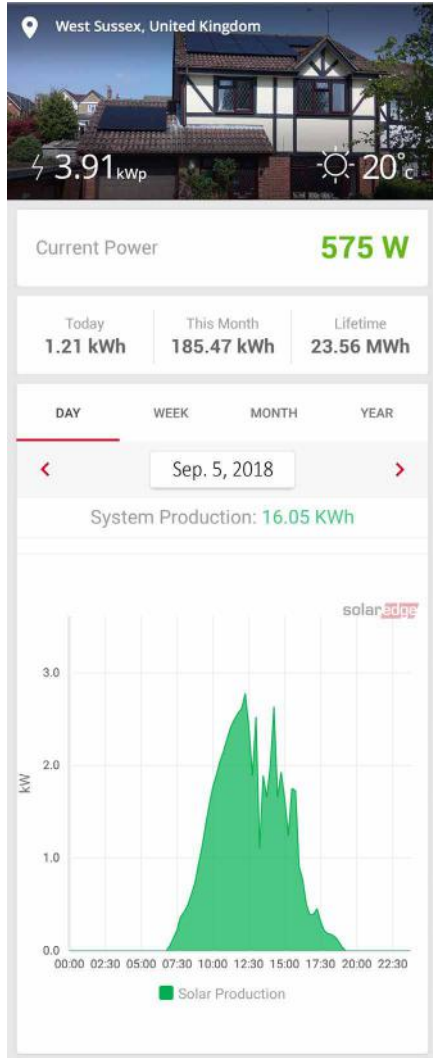 West Sussex, United Kingdom
3.91 kWp
20°c
Current Power
575 W
Today
This Month
Lifetime
1.21 kWh
185.47 kWh
23.56 MWh
DAY
WEEK
MONTH
YEAR
<
Sep. 5, 2018
>
System Production: 16.05 KWh
solaredge
3.0
2.0
kW
1.0
0.0
00:00 02:30 05:00 07:30 10:00 12:30 15:00 17:30 20:00 22:30
Solar Production